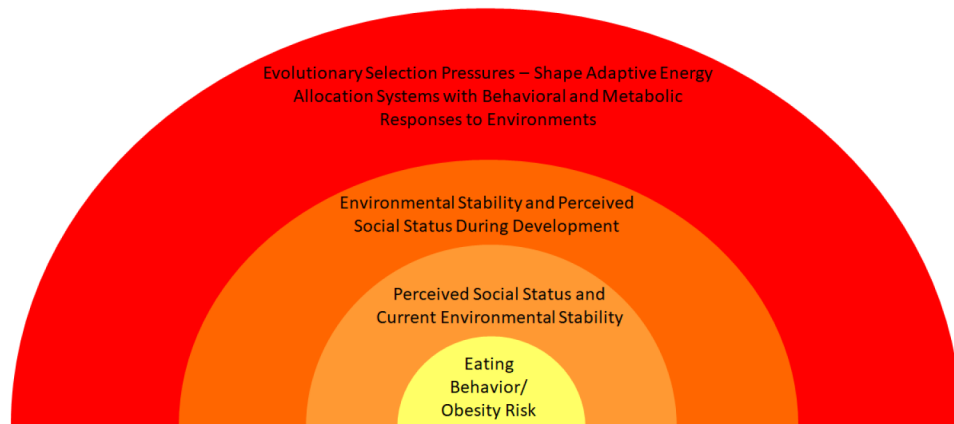 Evolutionary Selection Pressures – Shape Adaptive Energy
Allocation Systems with Behavioral and Metabolic
Responses to Environments
Environmental Stability and Perceived
Social Status During Development
Perceived Social Status and
Current Environmental Stability
Eating
Behavior/
Obesity Risk